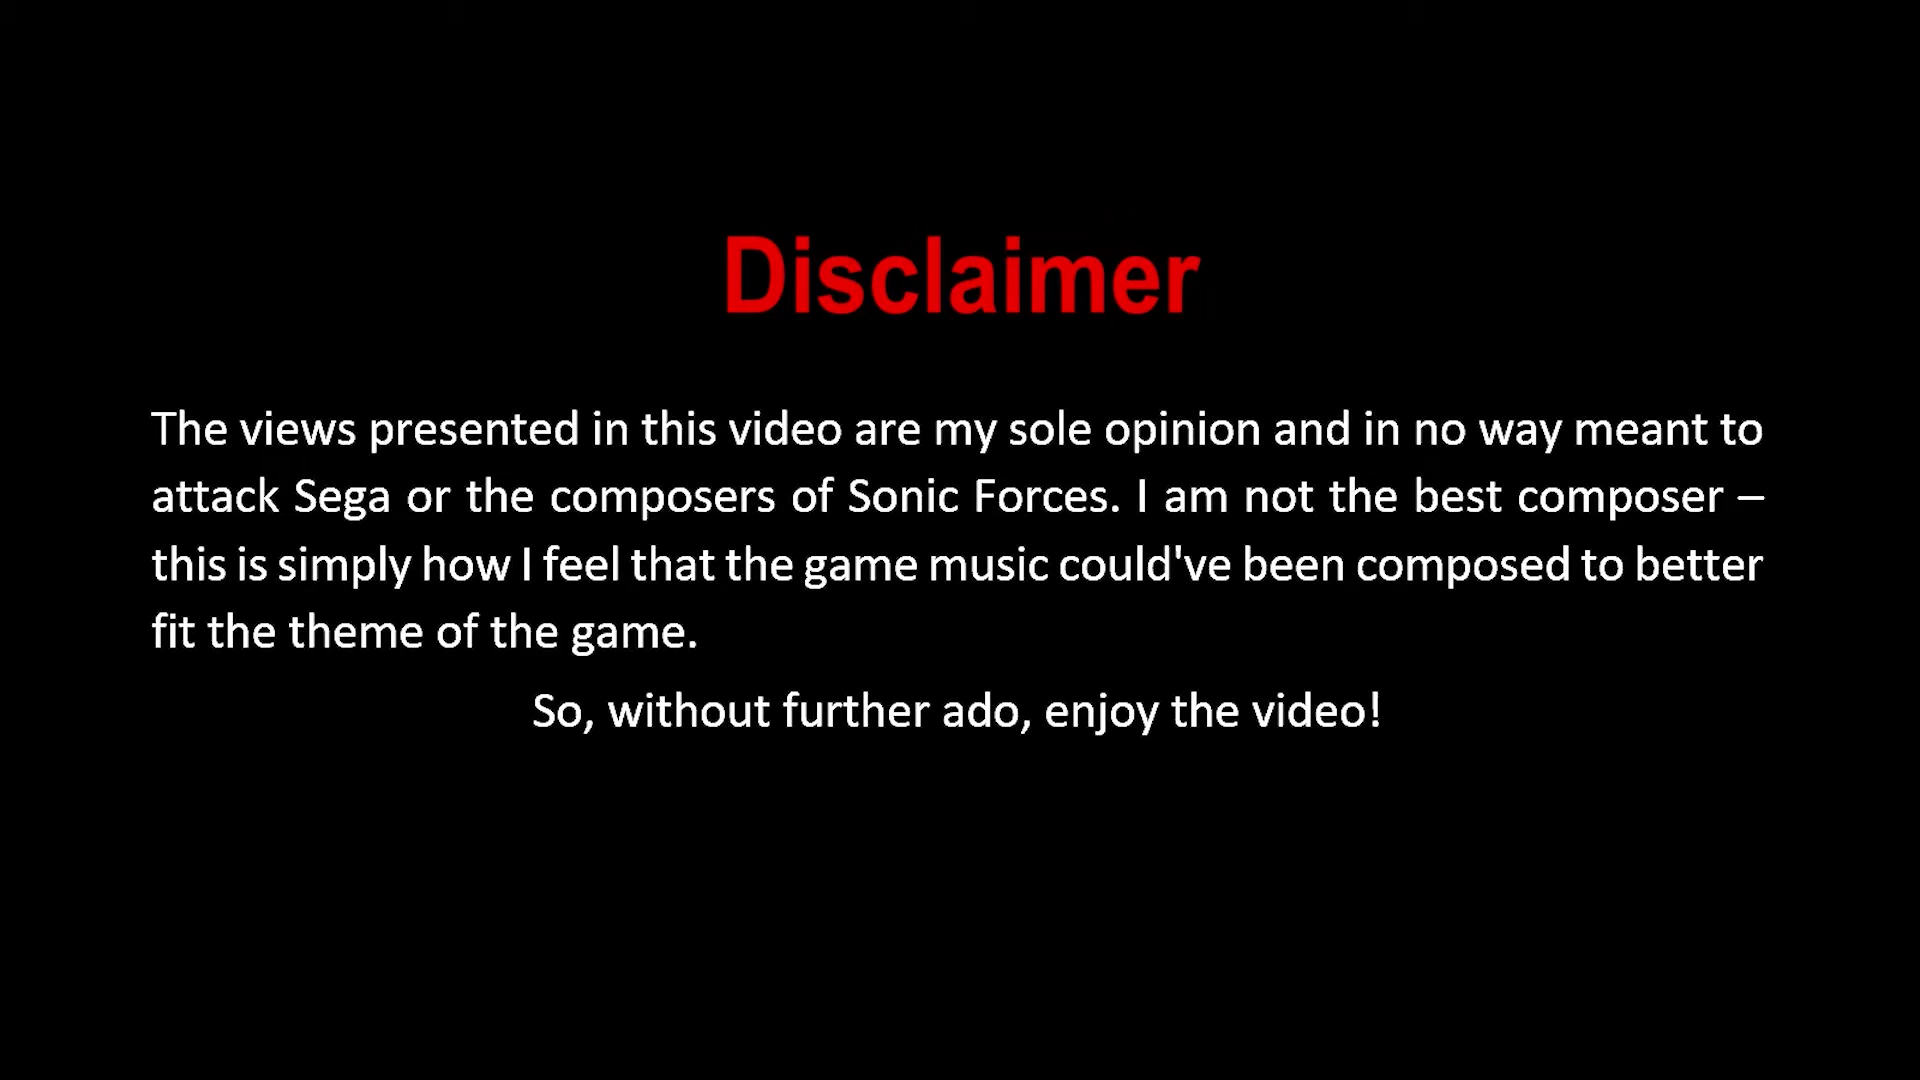 Disclaimer
The views presented in this video are my sole opinion and in no way meant to
attack Sega or the composers of Sonic Forces. I am not the best composer –
this is simply how I feel that the game music could've been composed to better
fit the theme of the game.
So, without further ado, enjoy the video!